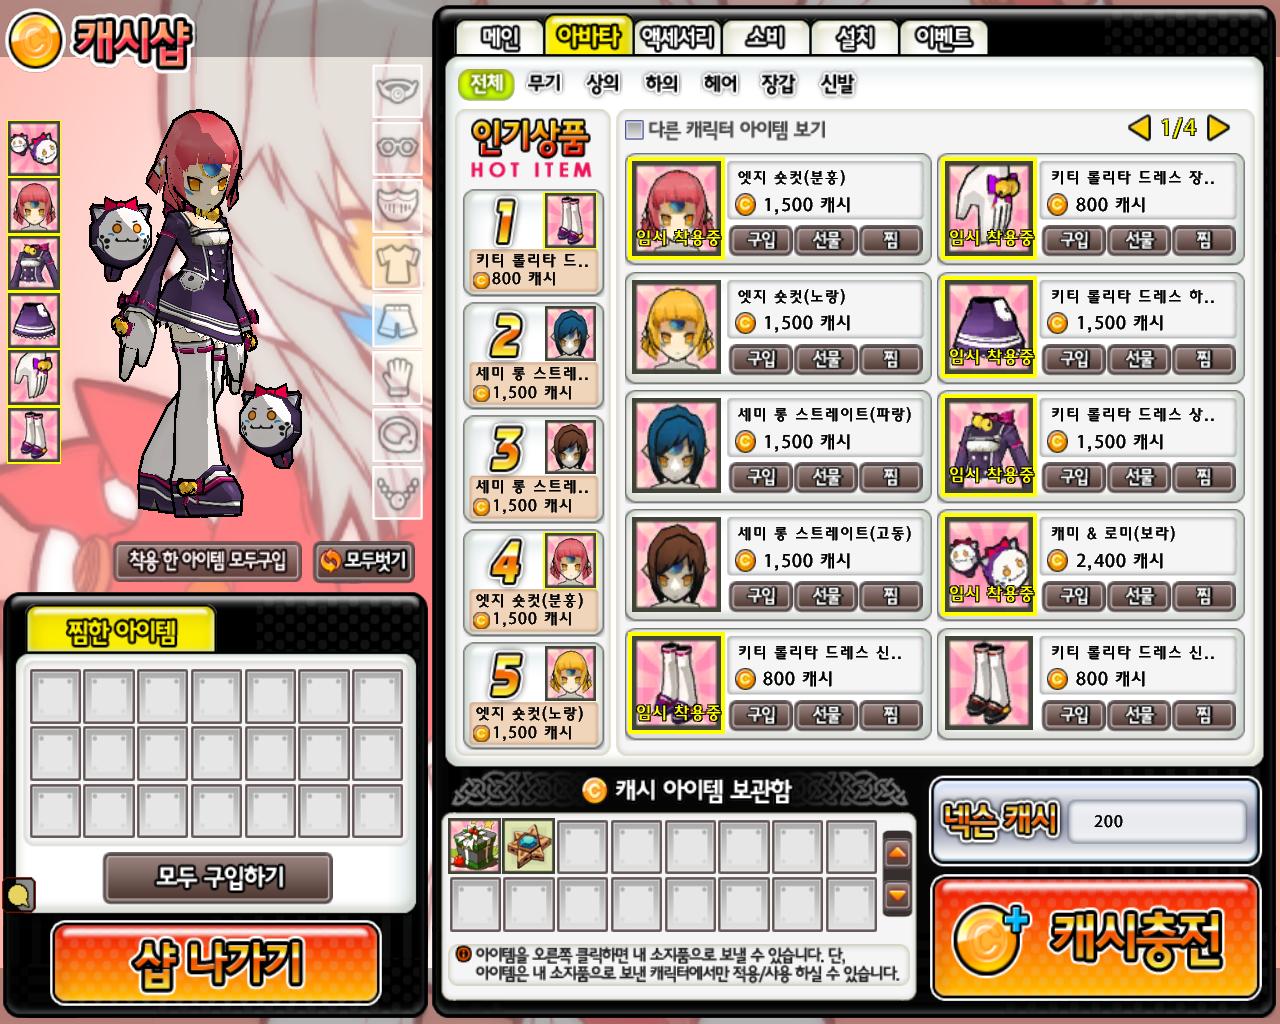 캐시샵
착용 한 아이템 모두구입
모두벗기
찜한 아이템
모두 구입하기
샵 나가기
메인
아바타
액세서리
소비
설치
이벤트
전체
무기
상의
하의
헤어
장갑
신발
인기상품
HOT ITEM
1
키티 롤리타 드..
800 캐시
2
세미 롱 스트레..
1,500 캐시
3
세미 롱 스트레..
1,500 캐시
4
엣지 숏컷(분홍)
1,500 캐시
5
엣지 숏컷(노랑)
1,500 캐시
다른 캐릭터 아이템 보기
1/4
엣지 숏컷(분홍)
1,500 캐시
임시 착용중
구입 선물 찜
키티 롤리타 드레스 장..
800 캐시
임시 착용중
구입 선물 찜
엣지 숏컷(노랑)
1,500 캐시
구입 선물 찜
키티 롤리타 드레스 하..
1,500 캐시
임시 착용중
구입 선물 찜
세미 롱 스트레이트(파랑)
1,500 캐시
구입 선물 찜
키티 롤리타 드레스 상..
1,500 캐시
임시 착용중
구입 선물 찜
세미 롱 스트레이트(고동)
1,500 캐시
구입 선물 찜
캐미 & 로미(보라)
2,400 캐시
임시 착용중
구입 선물 찜
키티 롤리타 드레스 신..
800 캐시
임시 착용중
구입 선물 찜
키티 롤리타 드레스 신..
800 캐시
구입 선물 찜
캐시 아이템 보관함
아이템을 오른쪽 클릭하면 내 소지품으로 보낼 수 있습니다. 단,
아이템은 내 소지품으로 보낸 캐릭터에서만 적용/사용 하실 수 있습니다.
넥슨 캐시
200
캐시충전